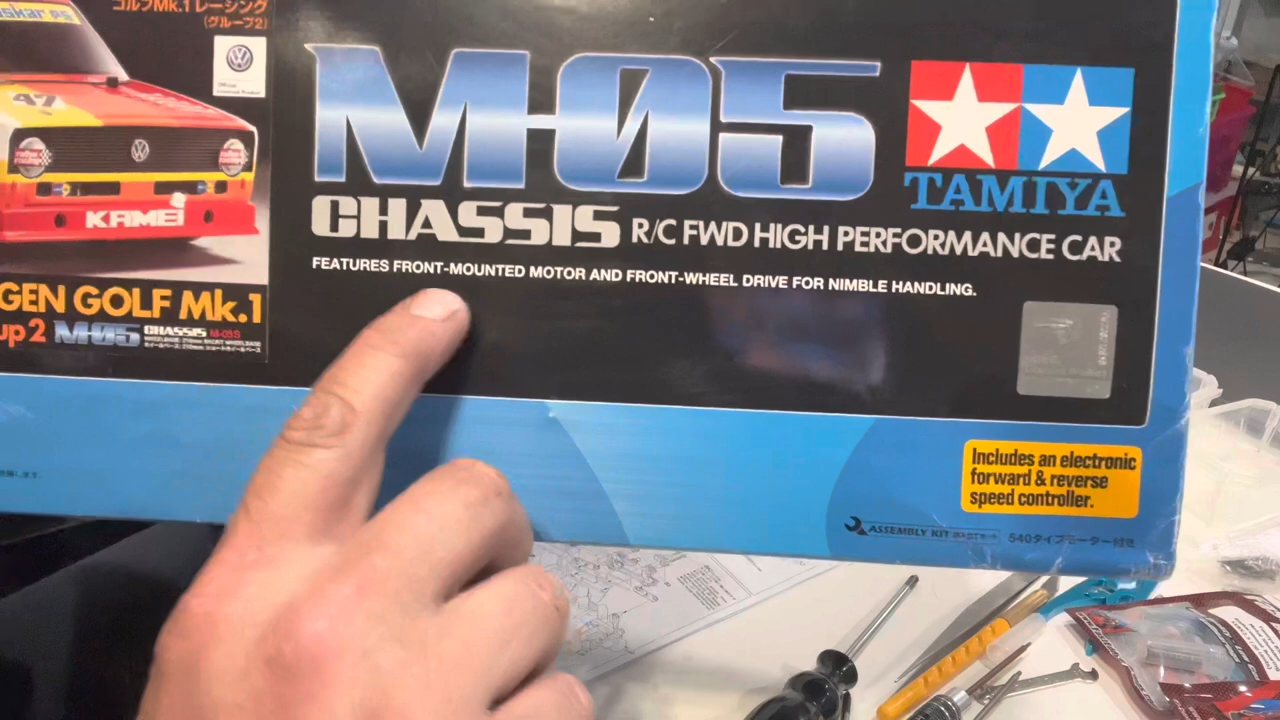 ゴルフMk.1 レーシング
(グループ2)
47
KAMEI
GEN GOLF Mk.1
up 2 M-05 CHASSIS M-05S
M-05
CHASSIS R/C FWD HIGH PERFORMANCE CAR
FEATURES FRONT-MOUNTED MOTOR AND FRONT-WHEEL DRIVE FOR NIMBLE HANDLING.
TAMIYA
Includes an electronic
forward & reverse
speed controller.
ASSEMBLY KIT
540タイプモーター付き